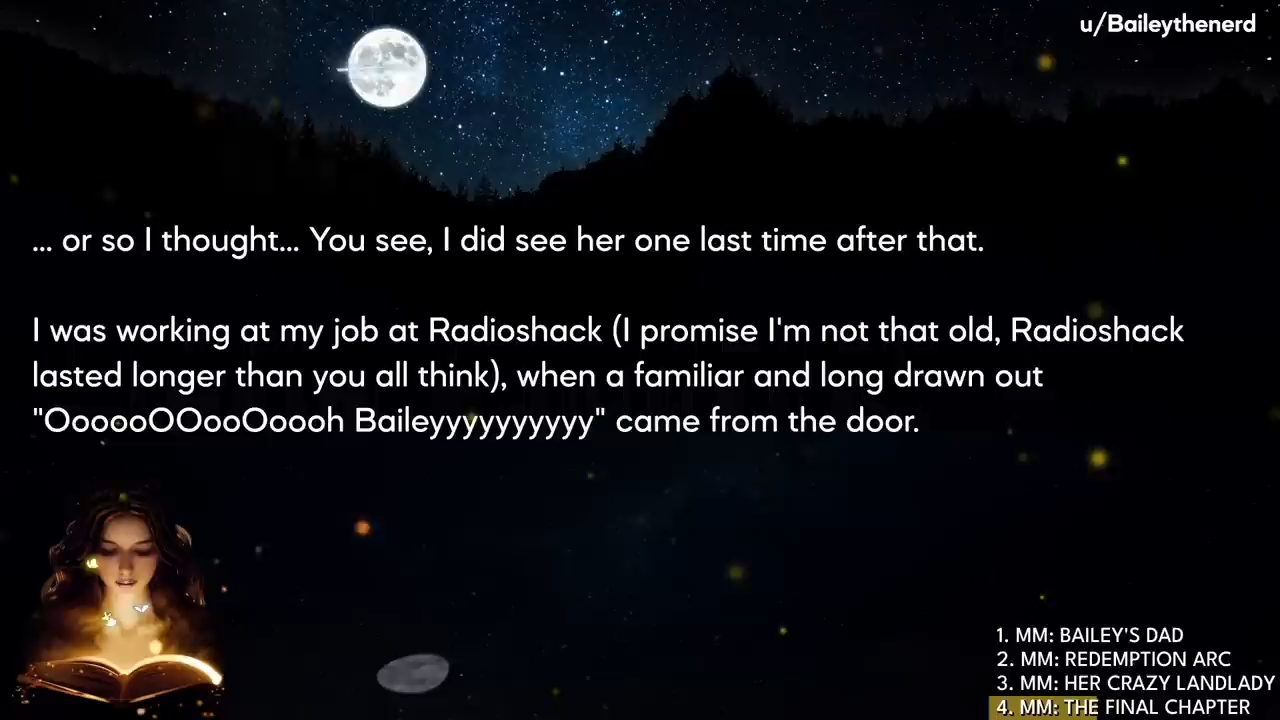 u/Baileythenerd
... or so I thought... You see, I did see her one last time after that.
I was working at my job at Radioshack (I promise I'm not that old, Radioshack
lasted longer than you all think), when a familiar and long drawn out
"OooooOOooOoooh Baileyyyyyyyyyy" came from the door.
1. MM: BAILEY'S DAD
2. MM: REDEMPTION ARC
3. MM: HER CRAZY LANDLADY
4. MM: THE FINAL CHAPTER